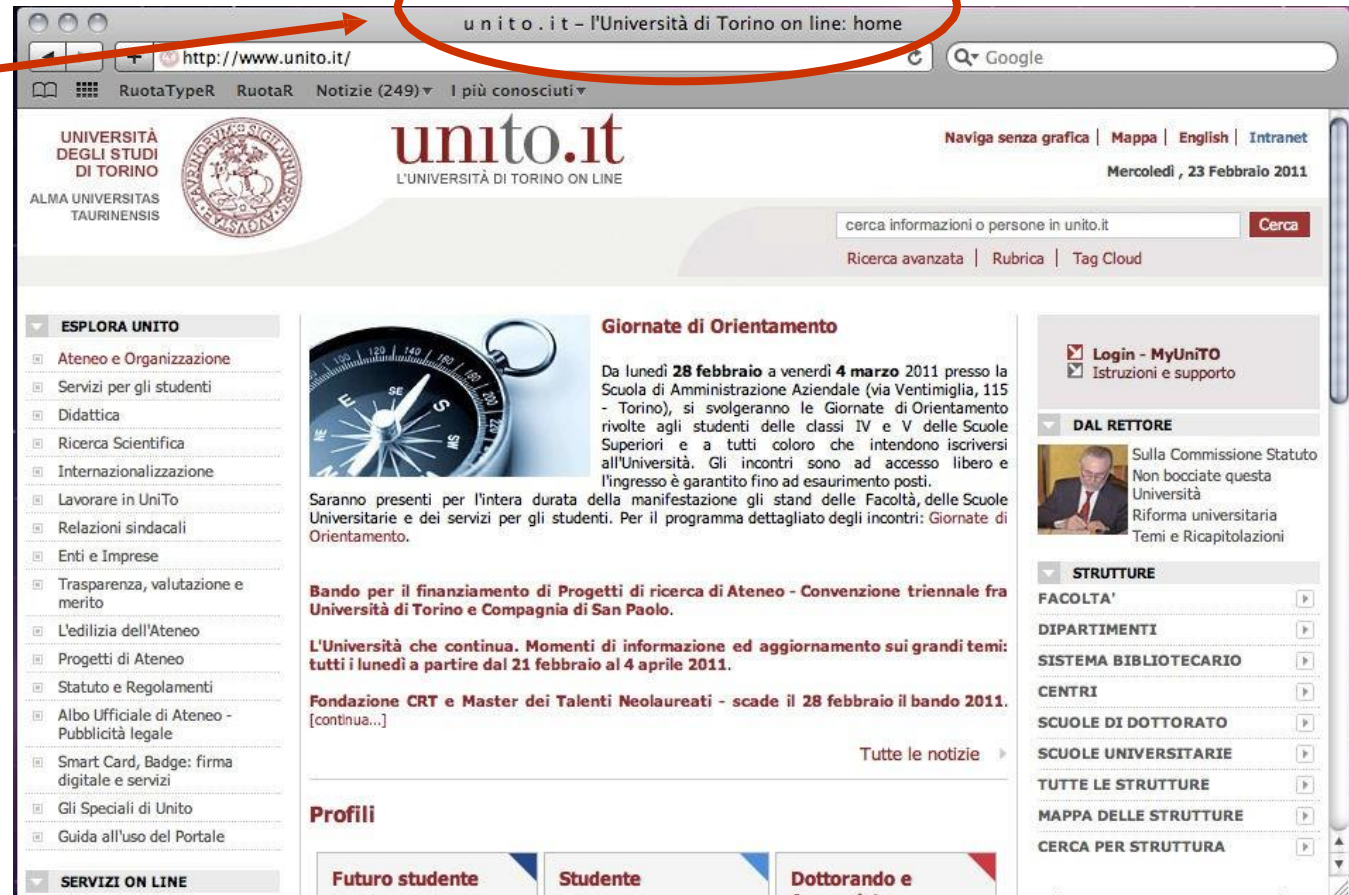 u n i t o . i t – l'Università di Torino on line: home
http://www.unito.it/
Google
RuotaTypeR RuotaR Notizie (249) I più conosciuti
UNIVERSITÀ
DEGLI STUDI
DI TORINO
ALMA UNIVERSITAS
TAURINENSIS
unito.it
L'UNIVERSITÀ DI TORINO ON LINE
Naviga senza grafica | Mappa | English | Intranet
Mercoledì , 23 Febbraio 2011
cerca informazioni o persone in unito.it
Cerca
Ricerca avanzata | Rubrica | Tag Cloud
ESPLORA UNITO
Ateneo e Organizzazione
Servizi per gli studenti
Didattica
Ricerca Scientifica
Internazionalizzazione
Lavorare in UniTo
Relazioni sindacali
Enti e Imprese
Trasparenza, valutazione e
merito
L'edilizia dell'Ateneo
Progetti di Ateneo
Statuto e Regolamenti
Albo Ufficiale di Ateneo -
Pubblicità legale
Smart Card, Badge: firma
digitale e servizi
Gli Speciali di Unito
Guida all'uso del Portale
SERVIZI ON LINE
100 120 140 160
SE
E S
NE SW
N
Giornate di Orientamento
Da lunedì 28 febbraio a venerdì 4 marzo 2011 presso la
Scuola di Amministrazione Aziendale (via Ventimiglia, 115
- Torino), si svolgeranno le Giornate di Orientamento
rivolte agli studenti delle classi IV e V delle Scuole
Superiori e a tutti coloro che intendono iscriversi
all'Università. Gli incontri sono ad accesso libero e
l'ingresso è garantito fino ad esaurimento posti.
Saranno presenti per l'intera durata della manifestazione gli stand delle Facoltà, delle Scuole
Universitarie e dei servizi per gli studenti. Per il programma dettagliato degli incontri: Giornate di
Orientamento.
Bando per il finanziamento di Progetti di ricerca di Ateneo - Convenzione triennale fra
Università di Torino e Compagnia di San Paolo.
L'Università che continua. Momenti di informazione ed aggiornamento sui grandi temi:
tutti i lunedì a partire dal 21 febbraio al 4 aprile 2011.
Fondazione CRT e Master dei Talenti Neolaureati - scade il 28 febbraio il bando 2011.
[continua...]
Tutte le notizie
Profili
Futuro studente
Studente
Dottorando e
Login - MyUniTO
Istruzioni e supporto
DAL RETTORE
Sulla Commissione Statuto
Non bocciate questa
Università
Riforma universitaria
Temi e Ricapitolazioni
STRUTTURE
FACOLTA'
DIPARTIMENTI
SISTEMA BIBLIOTECARIO
CENTRI
SCUOLE DI DOTTORATO
SCUOLE UNIVERSITARIE
TUTTE LE STRUTTURE
MAPPA DELLE STRUTTURE
CERCA PER STRUTTURA